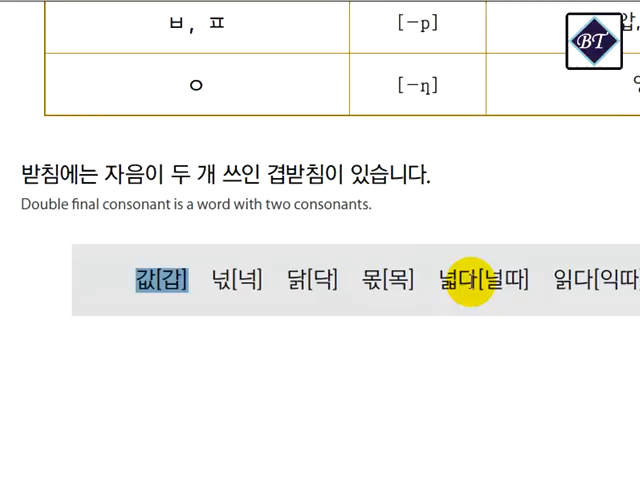 ㅂ, ㅍ [-p]
BT
ㅇ [-ŋ]
받침에는 자음이 두 개 쓰인 겹받침이 있습니다.
Double final consonant is a word with two consonants.
값[갑] 넋[넉] 닭[닥] 몫[목] 넓다[널따] 읽다[익따